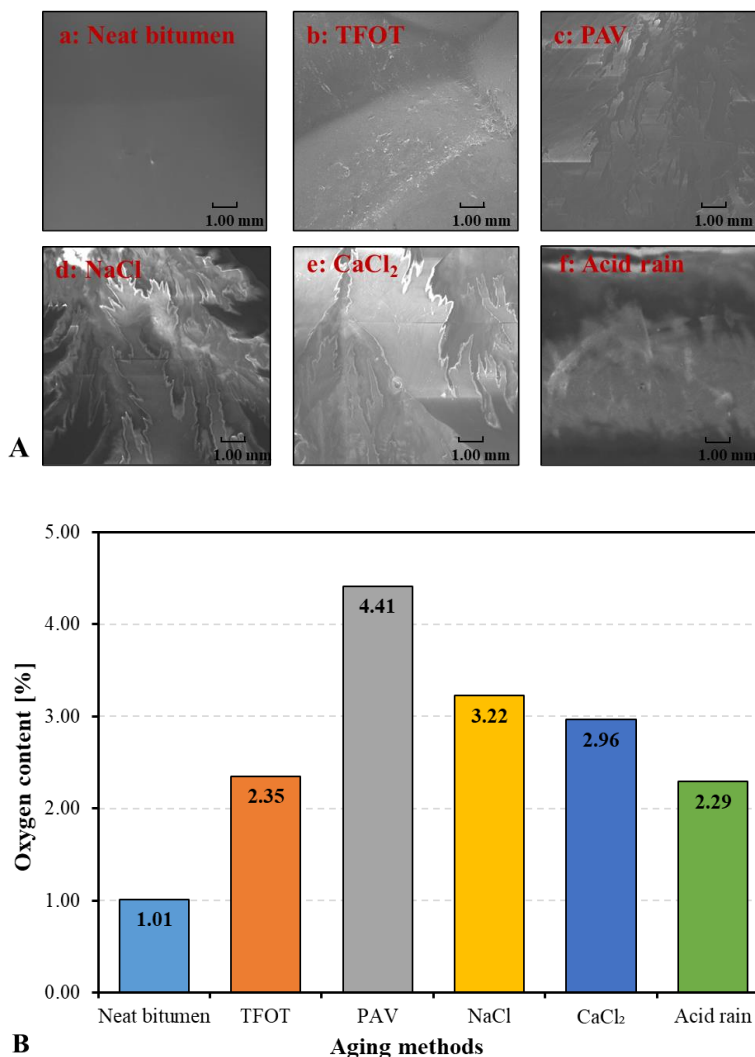 a: Neat bitumen
b: TFOT
c: PAV
1.00 mm
1.00 mm
1.00 mm
d: NaCl
e: CaCl₂
f: Acid rain
1.00 mm
1.00 mm
1.00 mm
A
5.00
4.00
3.00
2.00
1.00
0.00
Oxygen content [%]
1.01
2.35
4.41
3.22
2.96
2.29
Neat bitumen
TFOT
PAV
NaCl
CaCl₂
Acid rain
Aging methods
B